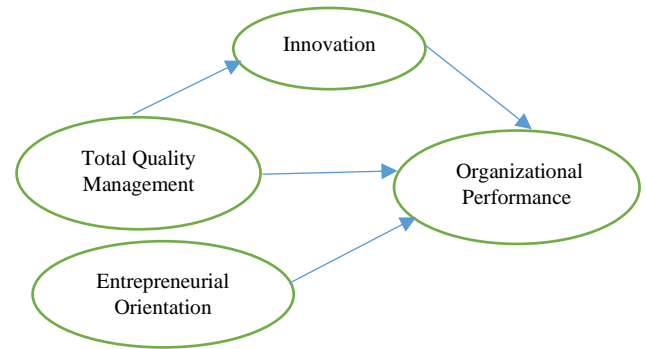 Innovation
Total Quality
Management
Organizational
Performance
Entrepreneurial
Orientation